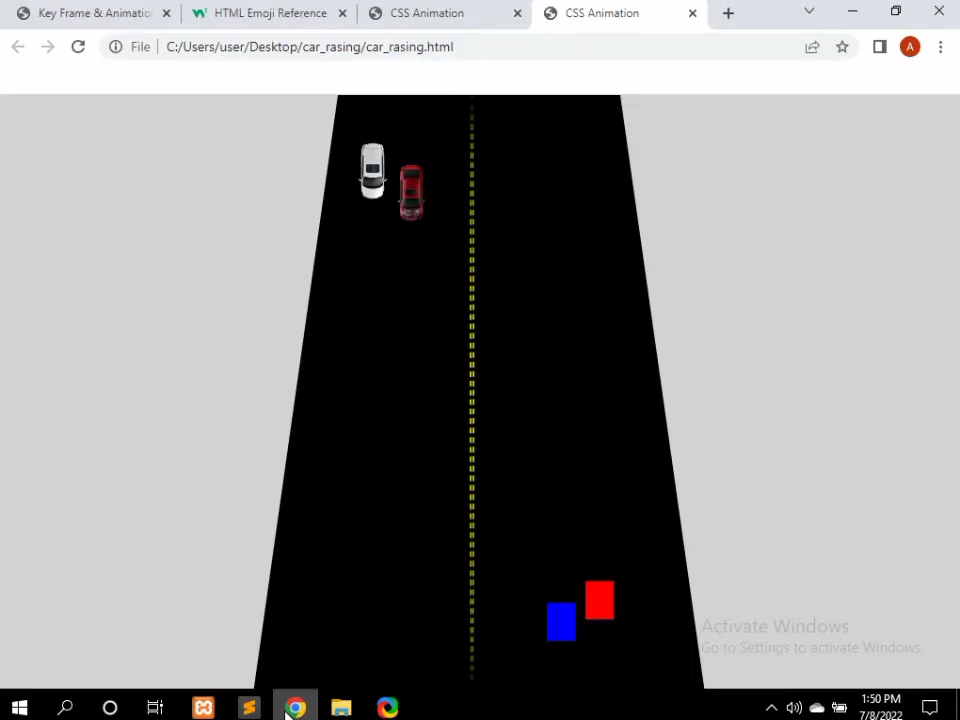 Key Frame & Animation
HTML Emoji Reference
CSS Animation
CSS Animation
File
C:/Users/user/Desktop/car_rasing/car_rasing.html
A
Activate Windows
Go to Settings to activate Windows.
1:50 PM
7/8/2022